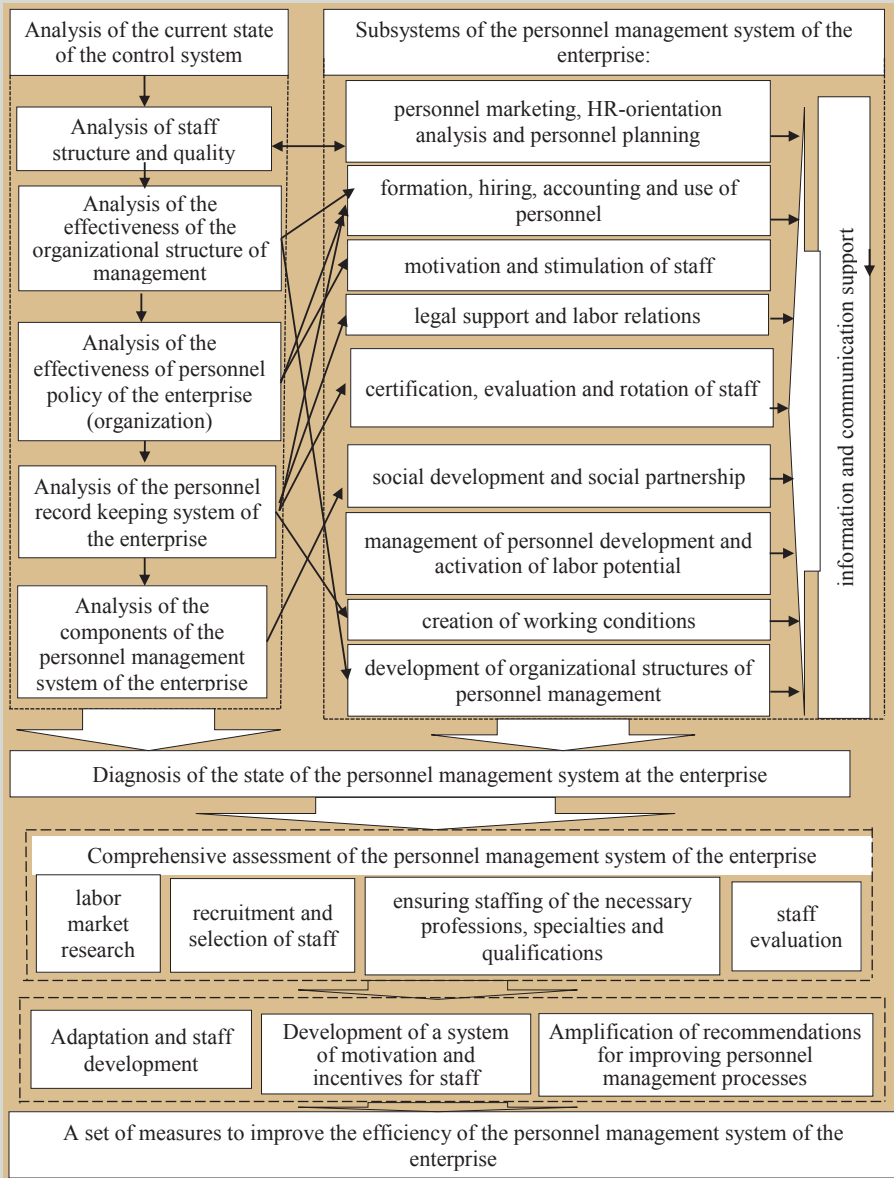 Analysis of the current state
of the control system
Analysis of staff
structure and quality
Analysis of the
effectiveness of the
organizational structure of
management
Analysis of the
effectiveness of personnel
policy of the enterprise
(organization)
Analysis of the personnel
record keeping system of
the enterprise
Analysis of the
components of the
personnel management
system of the enterprise
Subsystems of the personnel management system of the
enterprise:
personnel marketing, HR-orientation
analysis and personnel planning
formation, hiring, accounting and use of
personnel
motivation and stimulation of staff
legal support and labor relations
certification, evaluation and rotation of staff
social development and social partnership
management of personnel development and
activation of labor potential
creation of working conditions
development of organizational structures of
personnel management
information and communication support
Diagnosis of the state of the personnel management system at the enterprise
Comprehensive assessment of the personnel management system of the enterprise
labor
market
research
recruitment and
selection of staff
ensuring staffing of the necessary
professions, specialties and
qualifications
staff
evaluation
Adaptation and staff
development
Development of a system
of motivation and
incentives for staff
Amplification of recommendations
for improving personnel
management processes
A set of measures to improve the efficiency of the personnel management system of the
enterprise